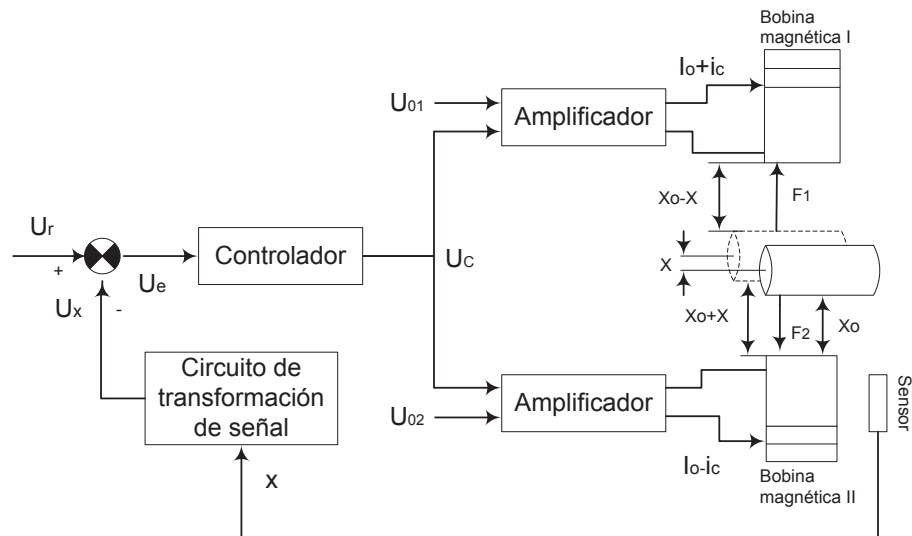 Bobina
magnética I
Io+ic
U01
Amplificador
Xo-X
F1
Ur
+
Controlador
Ue
Uc
X
Ux
-
Xo+X
F2
Xo
Circuito de
transformación
de señal
Amplificador
U02
Sensor
x
Io-ic
Bobina
magnética II